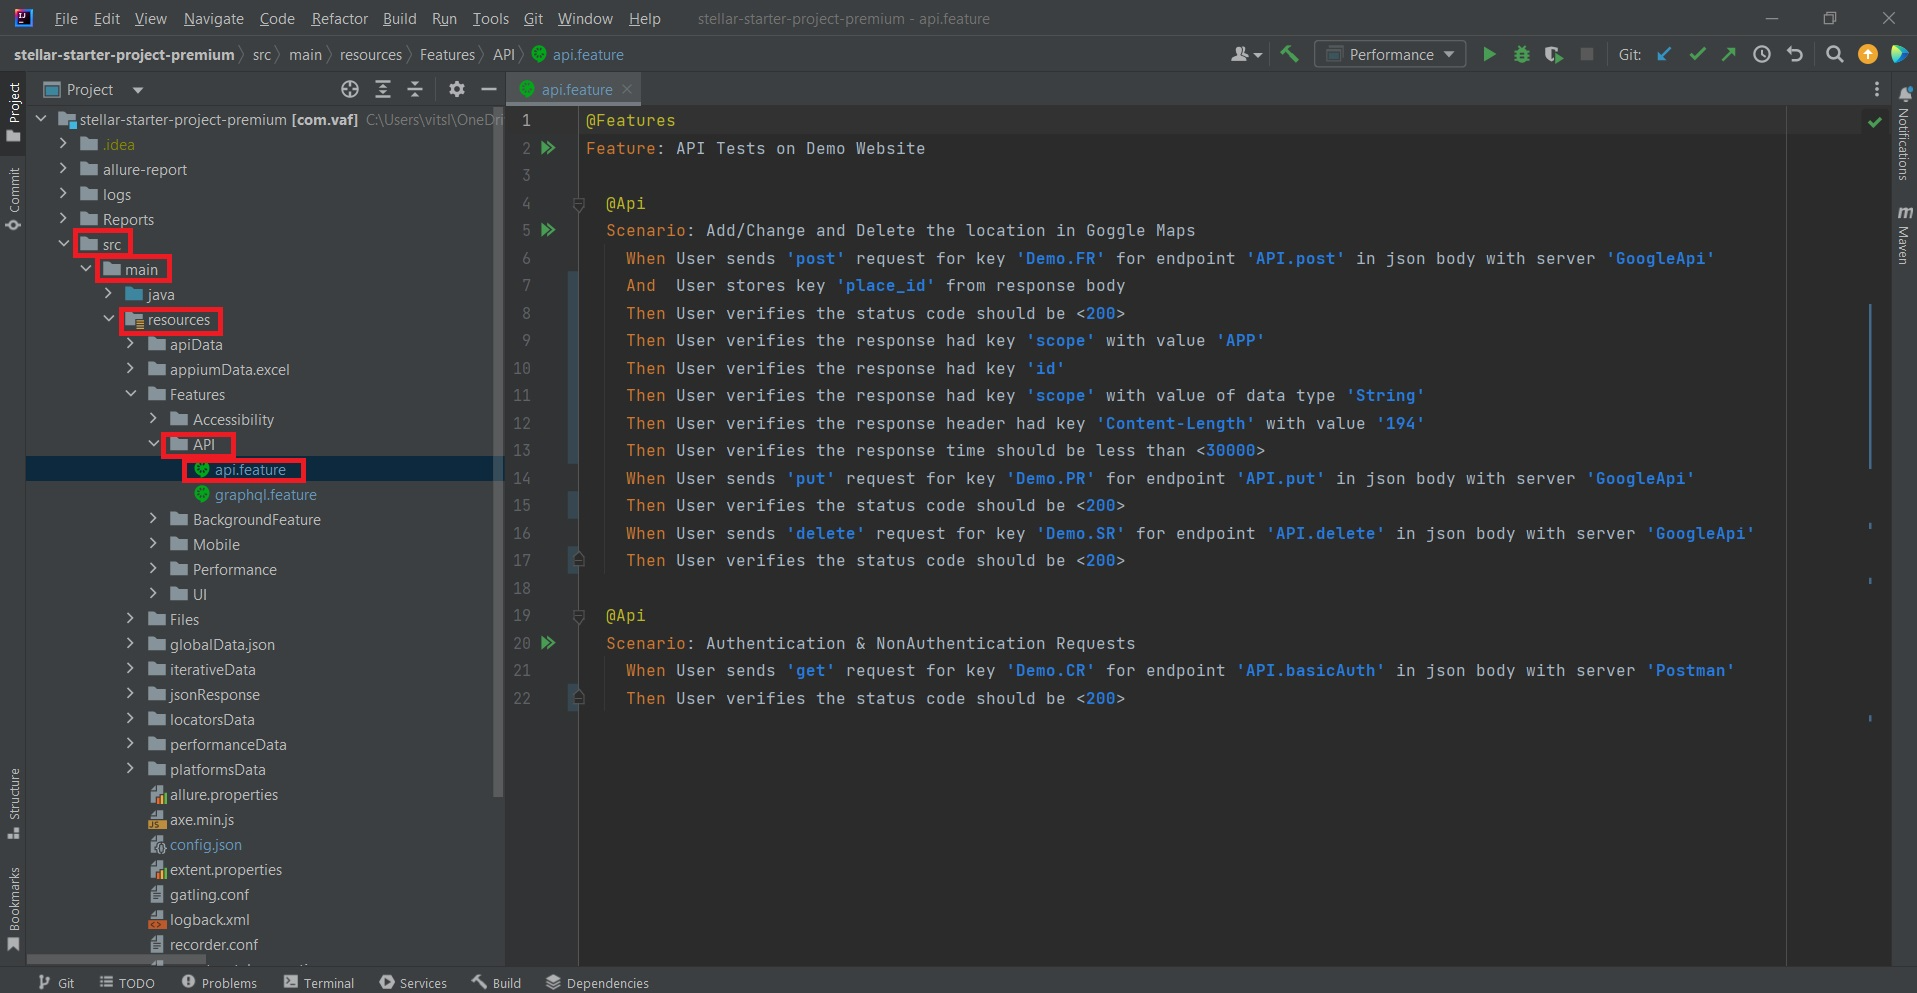 File Edit View Navigate Code Refactor Build Run Tools Git Window Help stellar-starter-project-premium - api.feature
stellar-starter-project-premium src main resources Features API api.feature Performance Git:
Project
api.feature
stellar-starter-project-premium [com.vaf] C:\Users\vitsl\OneDri
.idea
allure-report
logs
Reports
src
main
java
resources
apiData
appiumData.excel
Features
Accessibility
API
api.feature
graphql.feature
BackgroundFeature
Mobile
Performance
UI
Files
globalData.json
iterativeData
jsonResponse
locatorsData
performanceData
platformsData
allure.properties
axe.min.js
config.json
extent.properties
gatling.conf
logback.xml
recorder.conf
Project
Commit
Structure
Bookmarks
1 @Features
2 Feature: API Tests on Demo Website
3
4 @Api
5 Scenario: Add/Change and Delete the location in Goggle Maps
6 When User sends 'post' request for key 'Demo.FR' for endpoint 'API.post' in json body with server 'GoogleApi'
7 And User stores key 'place_id' from response body
8 Then User verifies the status code should be <200>
9 Then User verifies the response had key 'scope' with value 'APP'
10 Then User verifies the response had key 'id'
11 Then User verifies the response had key 'scope' with value of data type 'String'
12 Then User verifies the response header had key 'Content-Length' with value '194'
13 Then User verifies the response time should be less than <30000>
14 When User sends 'put' request for key 'Demo.PR' for endpoint 'API.put' in json body with server 'GoogleApi'
15 Then User verifies the status code should be <200>
16 When User sends 'delete' request for key 'Demo.SR' for endpoint 'API.delete' in json body with server 'GoogleApi'
17 Then User verifies the status code should be <200>
18
19 @Api
20 Scenario: Authentication & NonAuthentication Requests
21 When User sends 'get' request for key 'Demo.CR' for endpoint 'API.basicAuth' in json body with server 'Postman'
22 Then User verifies the status code should be <200>
Notifications
m Maven
Git TODO Problems Terminal Services Build Dependencies